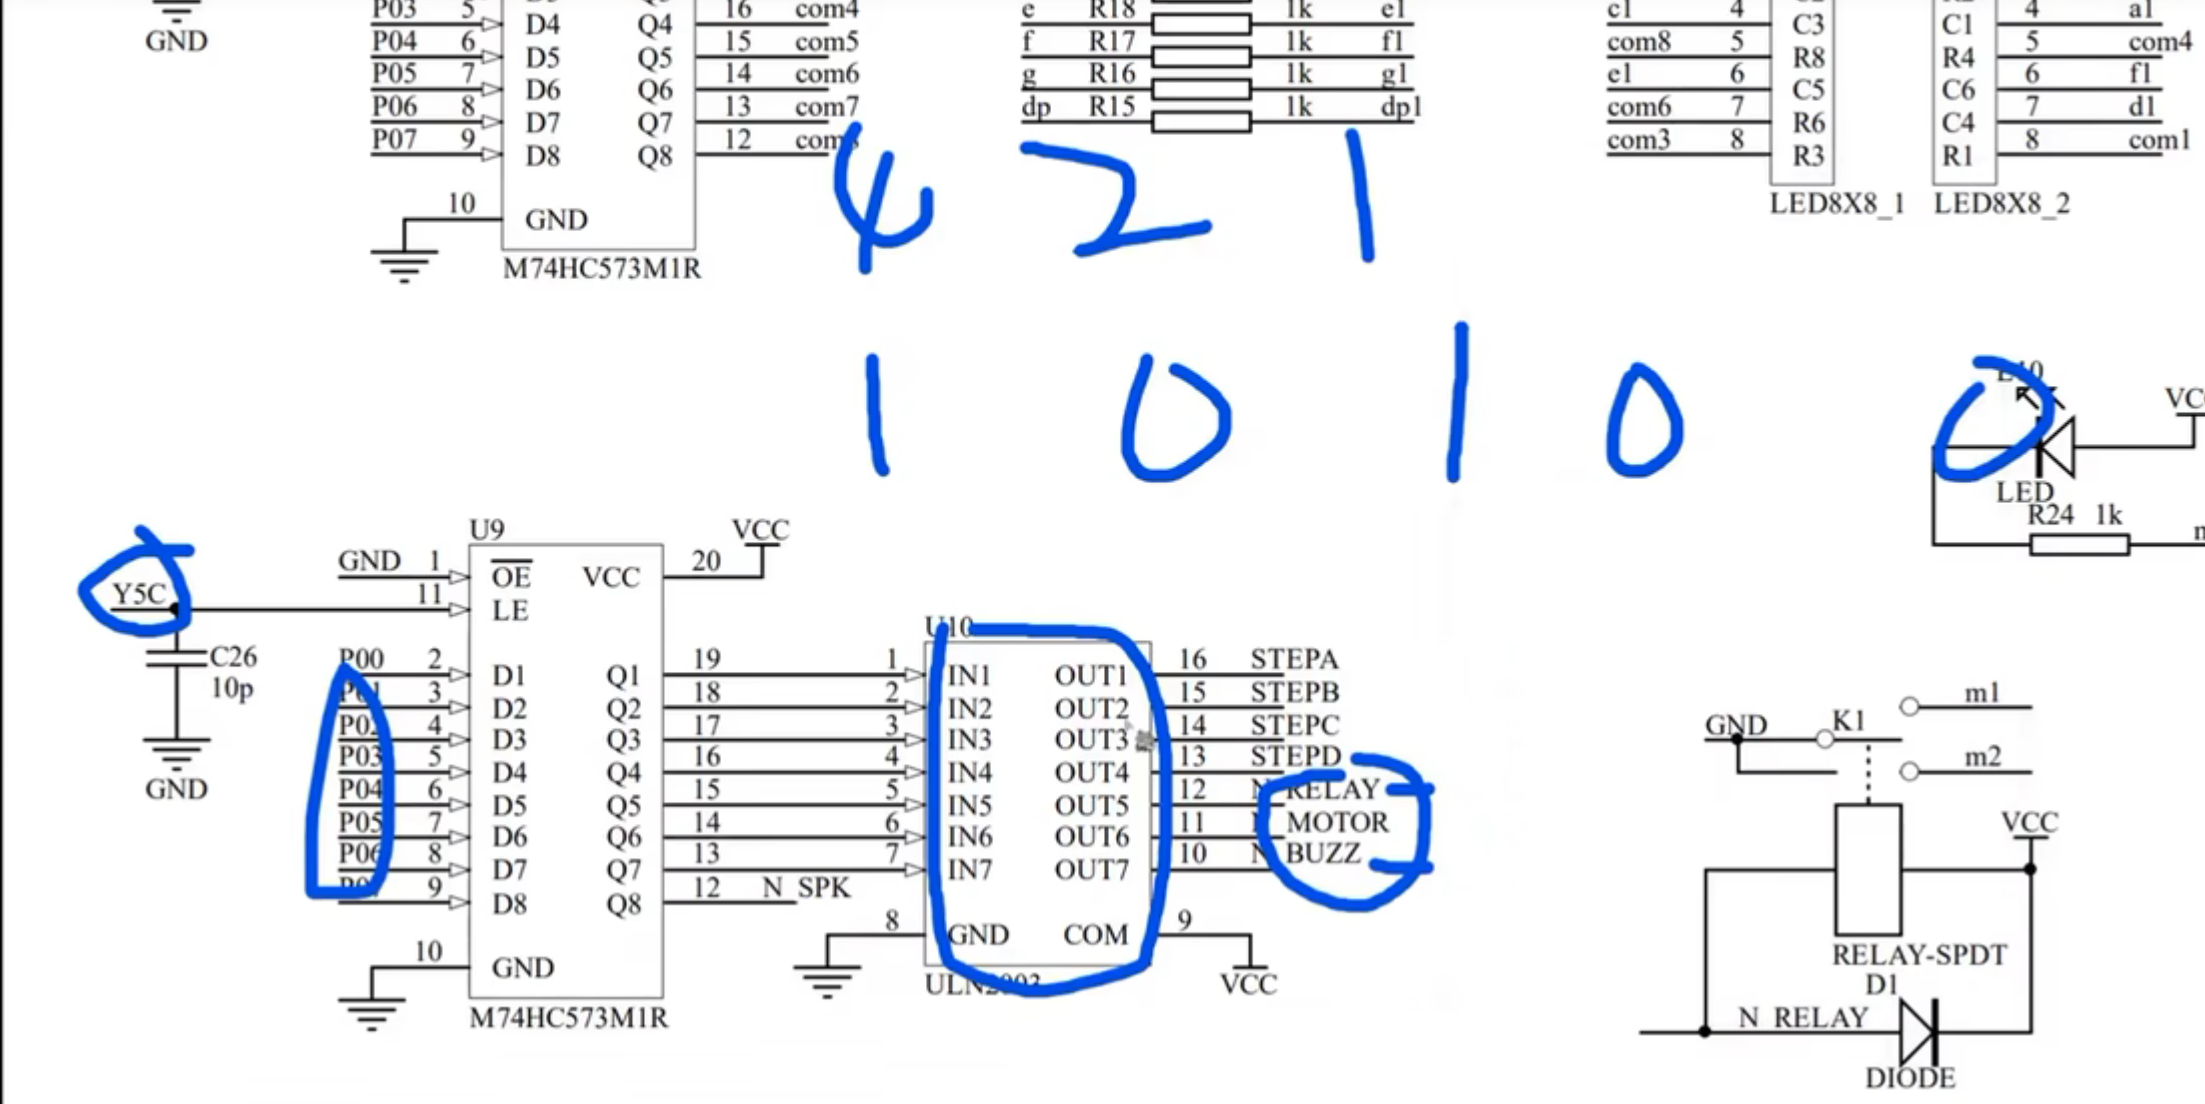 P03 5 D4 Q4 16 com4
P04 6 D5 Q5 15 com5
P05 7 D6 Q6 14 com6
P06 8 D7 Q7 13 com7
P07 9 D8 Q8 12 com
10 GND
M74HC573M1R
GND
e R18 1k e1
f R17 1k f1
g R16 1k g1
dp R15 1k dp1
c1 4 C3
com8 5 R8
e1 6 C5
com6 7 R6
com3 8 R3
LED8X8_1
C1 4 a1
R4 5 com4
C6 6 f1
C4 7 d1
R1 8 com1
LED8X8_2
4 2 1
1 0 1 0 0
LED
R24 1k
U9
GND 1 OE VCC 20 VCC
Y5C 11 LE
C26
10p
GND
P00 2 D1 Q1 19
P01 3 D2 Q2 18
P02 4 D3 Q3 17
P03 5 D4 Q4 16
P04 6 D5 Q5 15
P05 7 D6 Q6 14
P06 8 D7 Q7 13
9 D8 Q8 12 N SPK
10 GND
M74HC573M1R
U10
1 IN1 OUT1 16 STEPA
2 IN2 OUT2 15 STEPB
3 IN3 OUT3 14 STEPC
4 IN4 OUT4 13 STEPD
5 IN5 OUT5 12 N RELAY
6 IN6 OUT6 11 N MOTOR
7 IN7 OUT7 10 N BUZZ
8 GND COM 9
ULN2003
VCC
GND K1 m1
m2
VCC
RELAY-SPDT
D1
N RELAY
DIODE